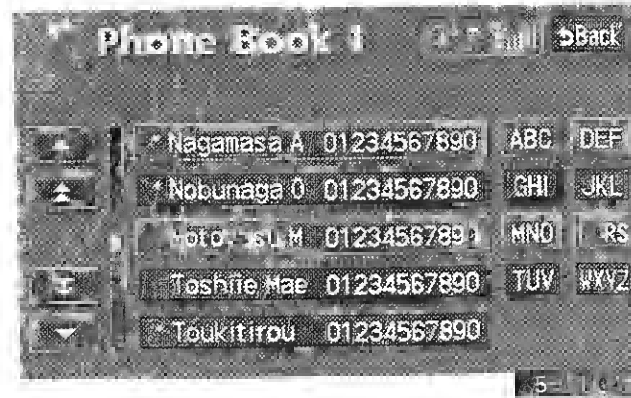 Phone Book 1 Back
Nagamasa A 01234567890 ABC DEF
Nobunaga O 01234567890 GHI JKL
M MNO
Toshiie Mae 01234567890 TUV WXYZ
Toukitirou 01234567890